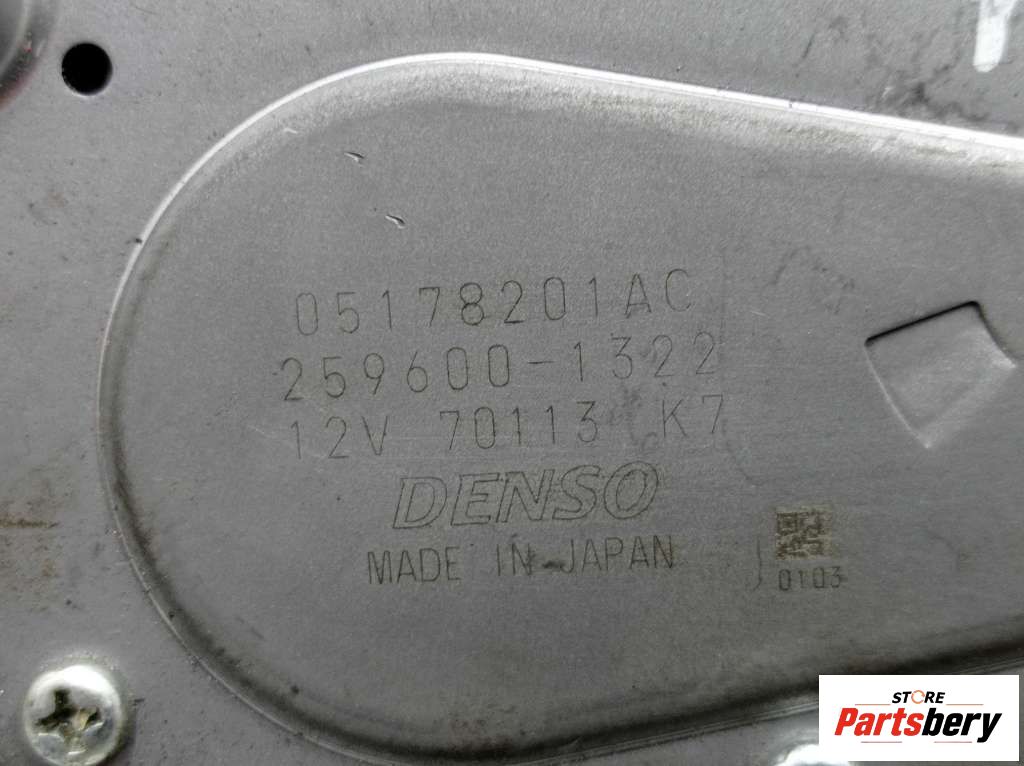 05178201AC
259600-1322
12V 70113 K7
DENSO
MADE IN JAPAN
0103
STORE
Partsbery